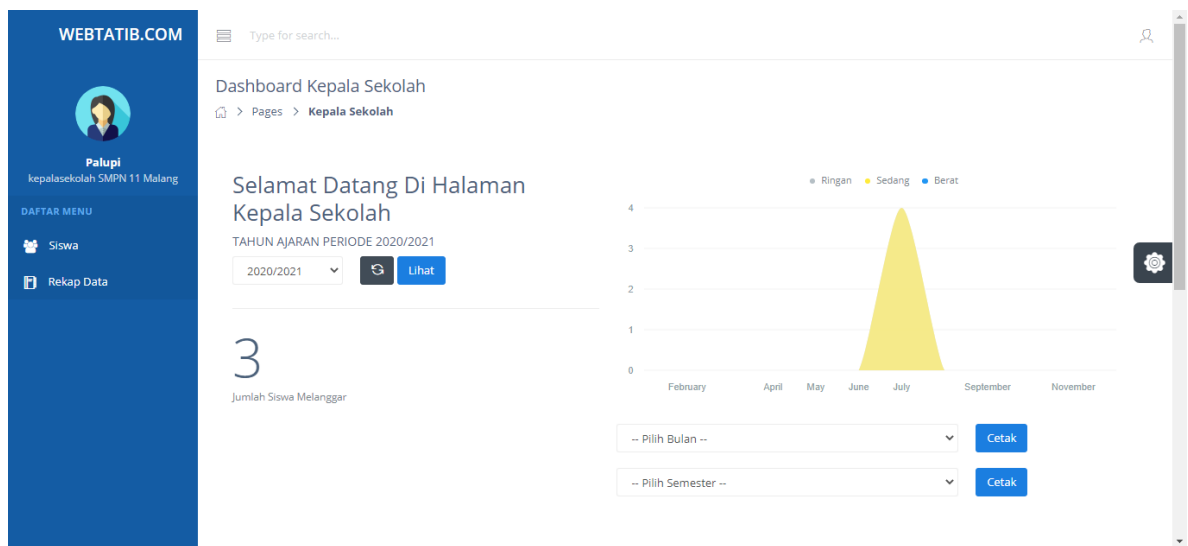 WEBTATIB.COM
Type for search...
Palupi
kepalasekolah SMPN 11 Malang
DAFTAR MENU
Siswa
Rekap Data
Dashboard Kepala Sekolah
> Pages > Kepala Sekolah
Selamat Datang Di Halaman
Kepala Sekolah
TAHUN AJARAN PERIODE 2020/2021
2020/2021
Lihat
3
Jumlah Siswa Melanggar
Ringan Sedang Berat
4
3
2
1
0
February April May June July September November
-- Pilih Bulan --
Cetak
-- Pilih Semester --
Cetak